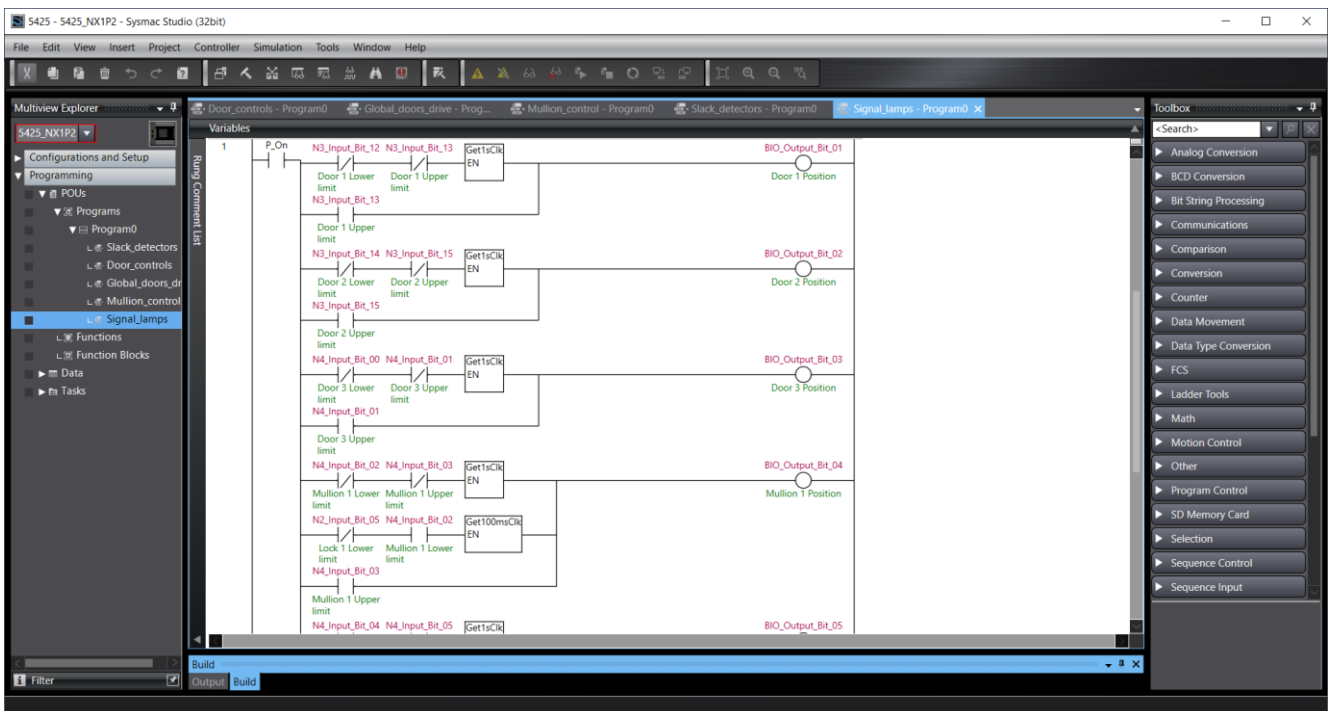 5425 - 5425_NX1P2 - Sysmac Studio (32bit)
File Edit View Insert Project Controller Simulation Tools Window Help
Multiview Explorer
5425_NX1P2
Configurations and Setup
Programming
POUs
Programs
Program0
Slack_detectors
Door_controls
Global_doors_dr
Mullion_control
Signal_lamps
Functions
Function Blocks
Data
Tasks
Filter
Door_controls - Program0 Global_doors_drive - Prog... Mullion_control - Program0 Slack_detectors - Program0 Signal_lamps - Program0
Variables
Rung Comment List
1 P_On N3_Input_Bit_12 N3_Input_Bit_13 Get1sClk BIO_Output_Bit_01
EN
Door 1 Lower Door 1 Upper Door 1 Position
limit limit
N3_Input_Bit_13
Door 1 Upper
limit
N3_Input_Bit_14 N3_Input_Bit_15 Get1sClk BIO_Output_Bit_02
EN
Door 2 Lower Door 2 Upper Door 2 Position
limit limit
N3_Input_Bit_15
Door 2 Upper
limit
N4_Input_Bit_00 N4_Input_Bit_01 Get1sClk BIO_Output_Bit_03
EN
Door 3 Lower Door 3 Upper Door 3 Position
limit limit
N4_Input_Bit_01
Door 3 Upper
limit
N4_Input_Bit_02 N4_Input_Bit_03 Get1sClk BIO_Output_Bit_04
EN
Mullion 1 Lower Mullion 1 Upper Mullion 1 Position
limit limit
N2_Input_Bit_05 N4_Input_Bit_02 Get100msClk
EN
Lock 1 Lower Mullion 1 Lower
limit limit
N4_Input_Bit_03
Mullion 1 Upper
limit
N4_Input_Bit_04 N4_Input_Bit_05 Get1sClk BIO_Output_Bit_05
Build
Output Build
Toolbox
<Search>
Analog Conversion
BCD Conversion
Bit String Processing
Communications
Comparison
Conversion
Counter
Data Movement
Data Type Conversion
FCS
Ladder Tools
Math
Motion Control
Other
Program Control
SD Memory Card
Selection
Sequence Control
Sequence Input